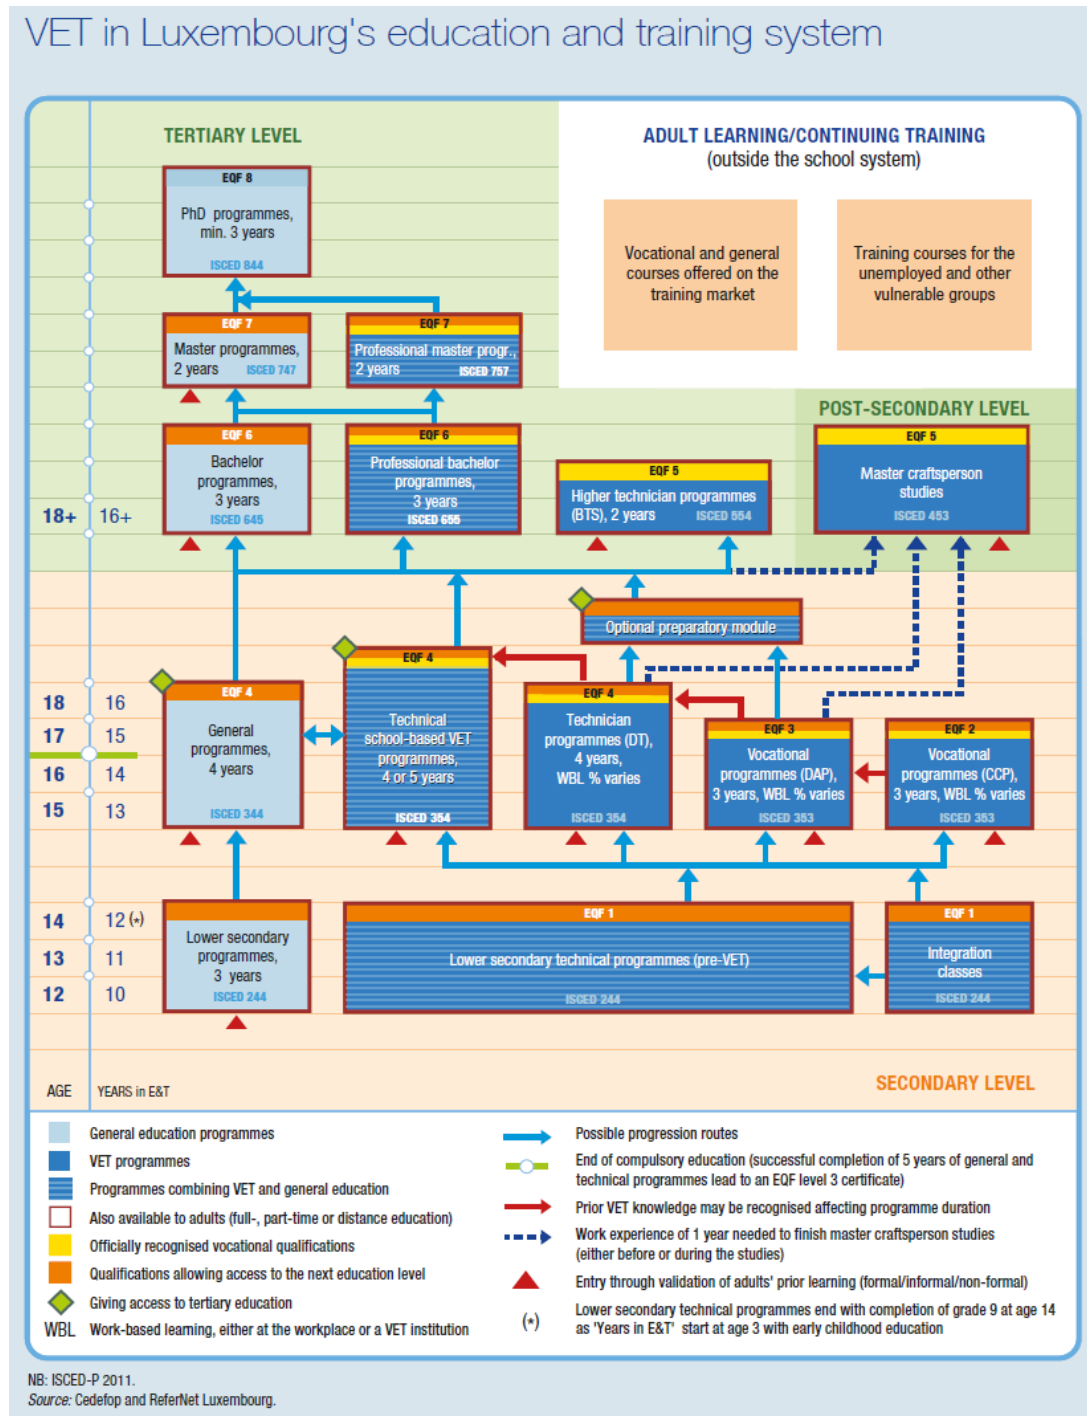 VET in Luxembourg's education and training system
TERTIARY LEVEL
ADULT LEARNING/CONTINUING TRAINING
(outside the school system)
EQF 8
PhD programmes,
min. 3 years
ISCED 844
Vocational and general
courses offered on the
training market
Training courses for the
unemployed and other
vulnerable groups
EQF 7
Master programmes,
2 years ISCED 747
EQF 7
Professional master progr.,
2 years ISCED 757
POST-SECONDARY LEVEL
EQF 6
Bachelor
programmes,
3 years
ISCED 645
EQF 6
Professional bachelor
programmes,
3 years
ISCED 655
EQF 5
Higher technician programmes
(BTS), 2 years ISCED 554
EQF 5
Master craftsperson
studies
ISCED 453
18+ 16+
Optional preparatory module
EQF 4
General
programmes,
4 years
ISCED 344
EQF 4
Technical
school-based VET
programmes,
4 or 5 years
ISCED 354
EQF 4
Technician
programmes (DT),
4 years,
WBL % varies
ISCED 354
EQF 3
Vocational
programmes (DAP),
3 years, WBL % varies
ISCED 353
EQF 2
Vocational
programmes (CCP),
3 years, WBL % varies
ISCED 353
18 16
17 15
16 14
15 13
14 12 (*)
13 11
12 10
Lower secondary
programmes,
3 years
ISCED 244
EQF 1
Lower secondary technical programmes (pre-VET)
ISCED 244
EQF 1
Integration
classes
ISCED 244
AGE YEARS in E&T
SECONDARY LEVEL
General education programmes
VET programmes
Programmes combining VET and general education
Also available to adults (full-, part-time or distance education)
Officially recognised vocational qualifications
Qualifications allowing access to the next education level
Giving access to tertiary education
WBL Work-based learning, either at the workplace or a VET institution
Possible progression routes
End of compulsory education (successful completion of 5 years of general and
technical programmes lead to an EQF level 3 certificate)
Prior VET knowledge may be recognised affecting programme duration
Work experience of 1 year needed to finish master craftsperson studies
(either before or during the studies)
Entry through validation of adults' prior learning (formal/informal/non-formal)
(*) Lower secondary technical programmes end with completion of grade 9 at age 14
as 'Years in E&T' start at age 3 with early childhood education
NB: ISCED-P 2011.
Source: Cedefop and ReferNet Luxembourg.